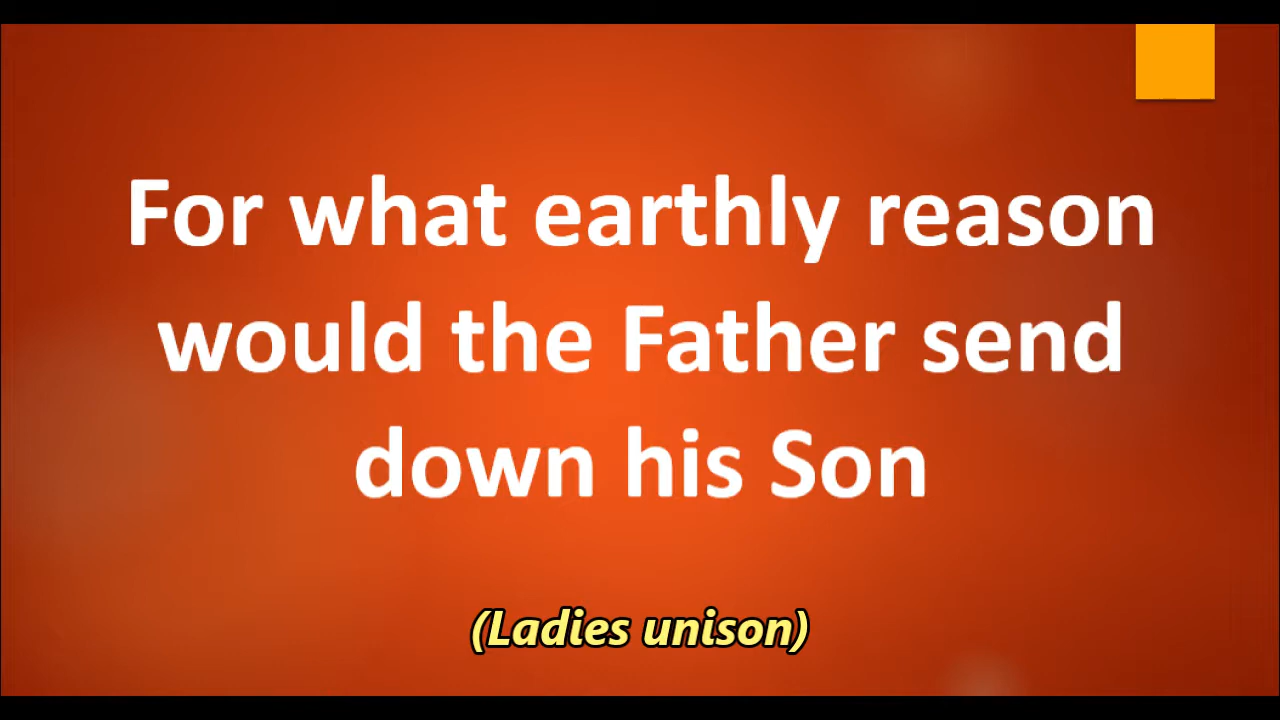 For what earthly reason
would the Father send
down his Son
(Ladies unison)